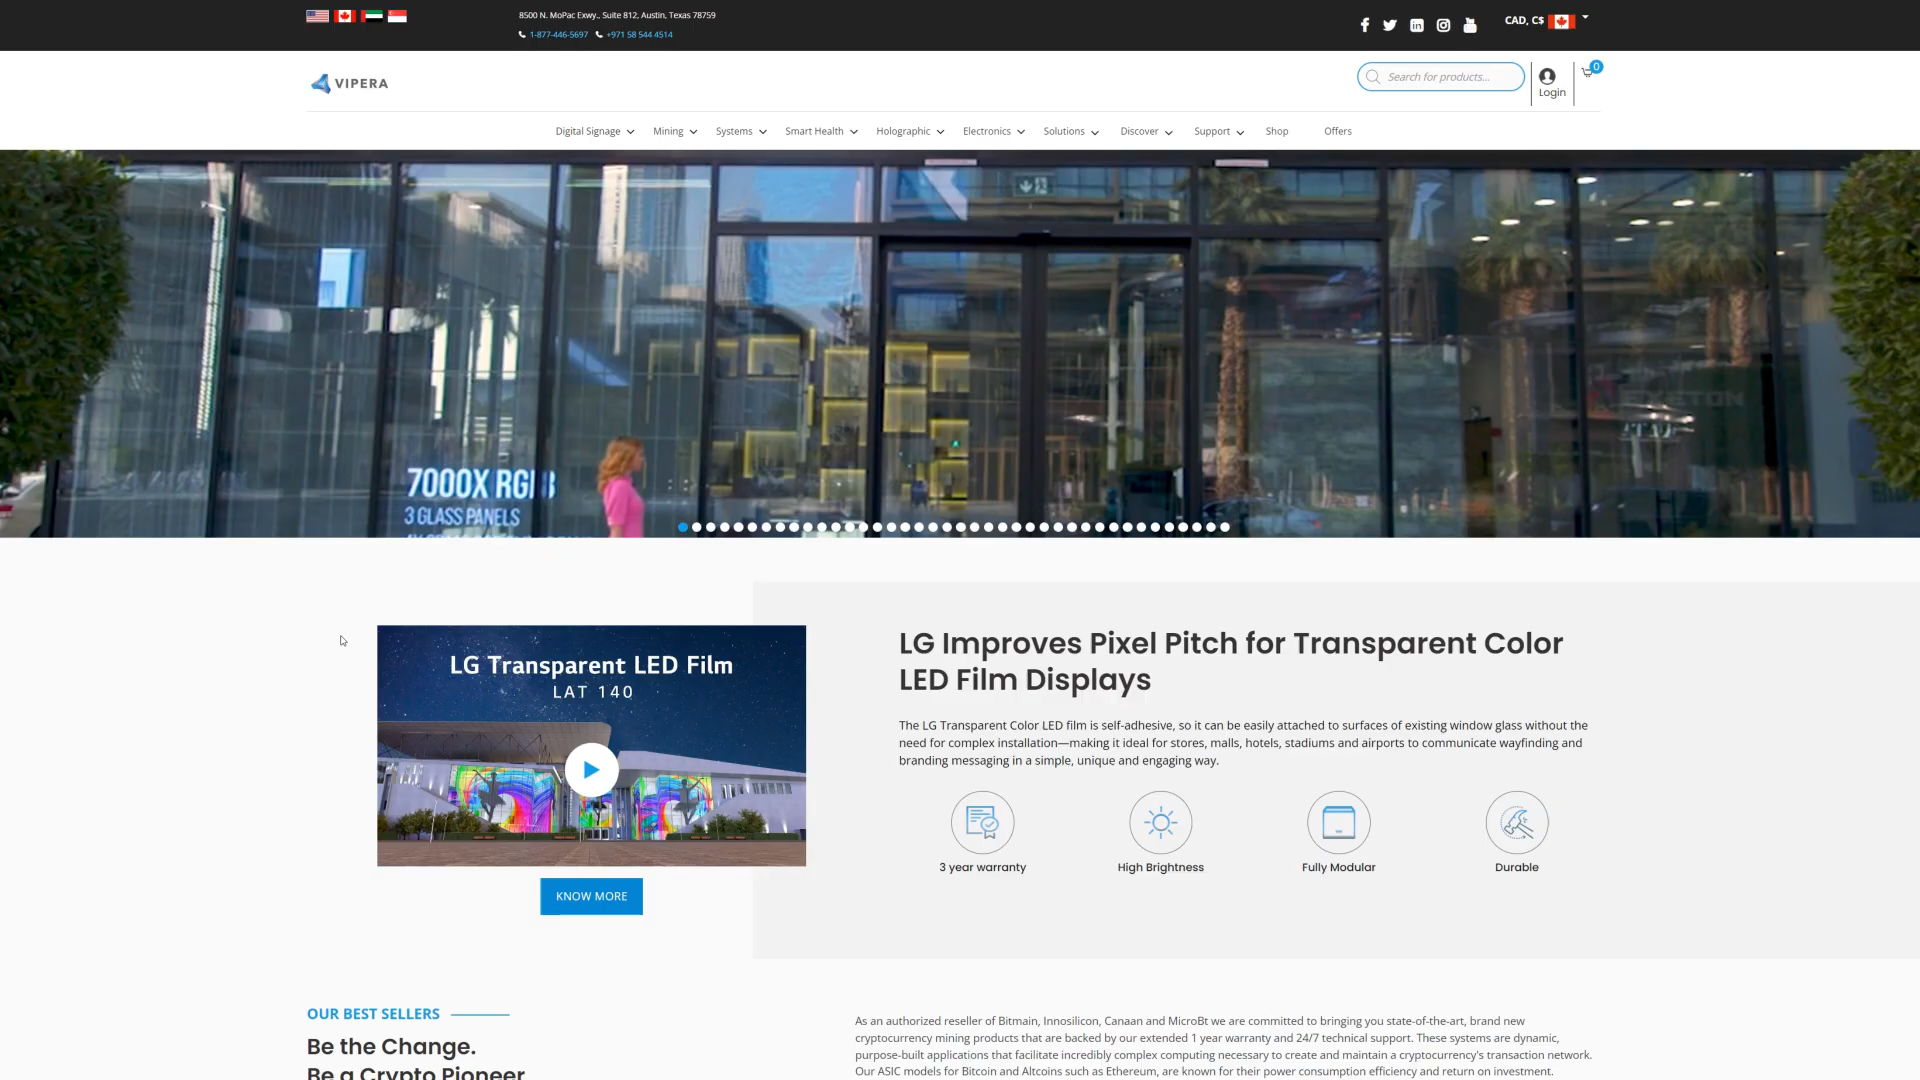 8500 N. MoPac Exwy., Suite 812, Austin, Texas 78759
1-877-446-5697 +971 58 544 4514
CAD, C$
VIPERA
Search for products...
Login
0
Digital Signage Mining Systems Smart Health Holographic Electronics Solutions Discover Support Shop Offers
7000X RGB
3 GLASS PANELS
LG Transparent LED Film
LAT 140
KNOW MORE
LG Improves Pixel Pitch for Transparent Color
LED Film Displays
The LG Transparent Color LED film is self-adhesive, so it can be easily attached to surfaces of existing window glass without the
need for complex installation—making it ideal for stores, malls, hotels, stadiums and airports to communicate wayfinding and
branding messaging in a simple, unique and engaging way.
3 year warranty High Brightness Fully Modular Durable
OUR BEST SELLERS
Be the Change.
Be a Crypto Pioneer
As an authorized reseller of Bitmain, Innosilicon, Canaan and MicroBt we are committed to bringing you state-of-the-art, brand new
cryptocurrency mining products that are backed by our extended 1 year warranty and 24/7 technical support. These systems are dynamic,
purpose-built applications that facilitate incredibly complex computing necessary to create and maintain a cryptocurrency's transaction network.
Our ASIC models for Bitcoin and Altcoins such as Ethereum, are known for their power consumption efficiency and return on investment.